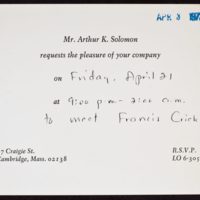 APR 3 197
Mr. Arthur K. Solomon
requests the pleasure of your company
on Friday, April 21
at 9:00 p.m. - 2:00 a.m.
to meet Francis Crick
7 Craigie St.
Cambridge, Mass. 02138
R.S.V.P.
LO 6-305